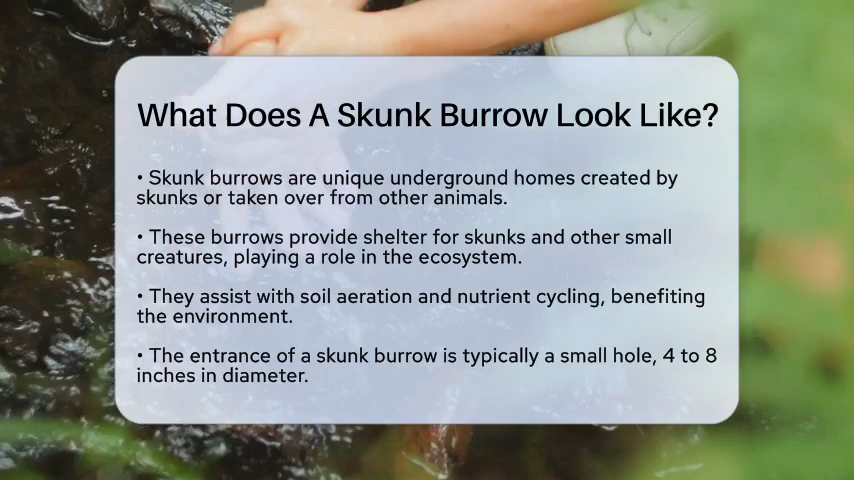 What Does A Skunk Burrow Look Like?
• Skunk burrows are unique underground homes created by
skunks or taken over from other animals.
• These burrows provide shelter for skunks and other small
creatures, playing a role in the ecosystem.
• They assist with soil aeration and nutrient cycling, benefiting
the environment.
• The entrance of a skunk burrow is typically a small hole, 4 to 8
inches in diameter.